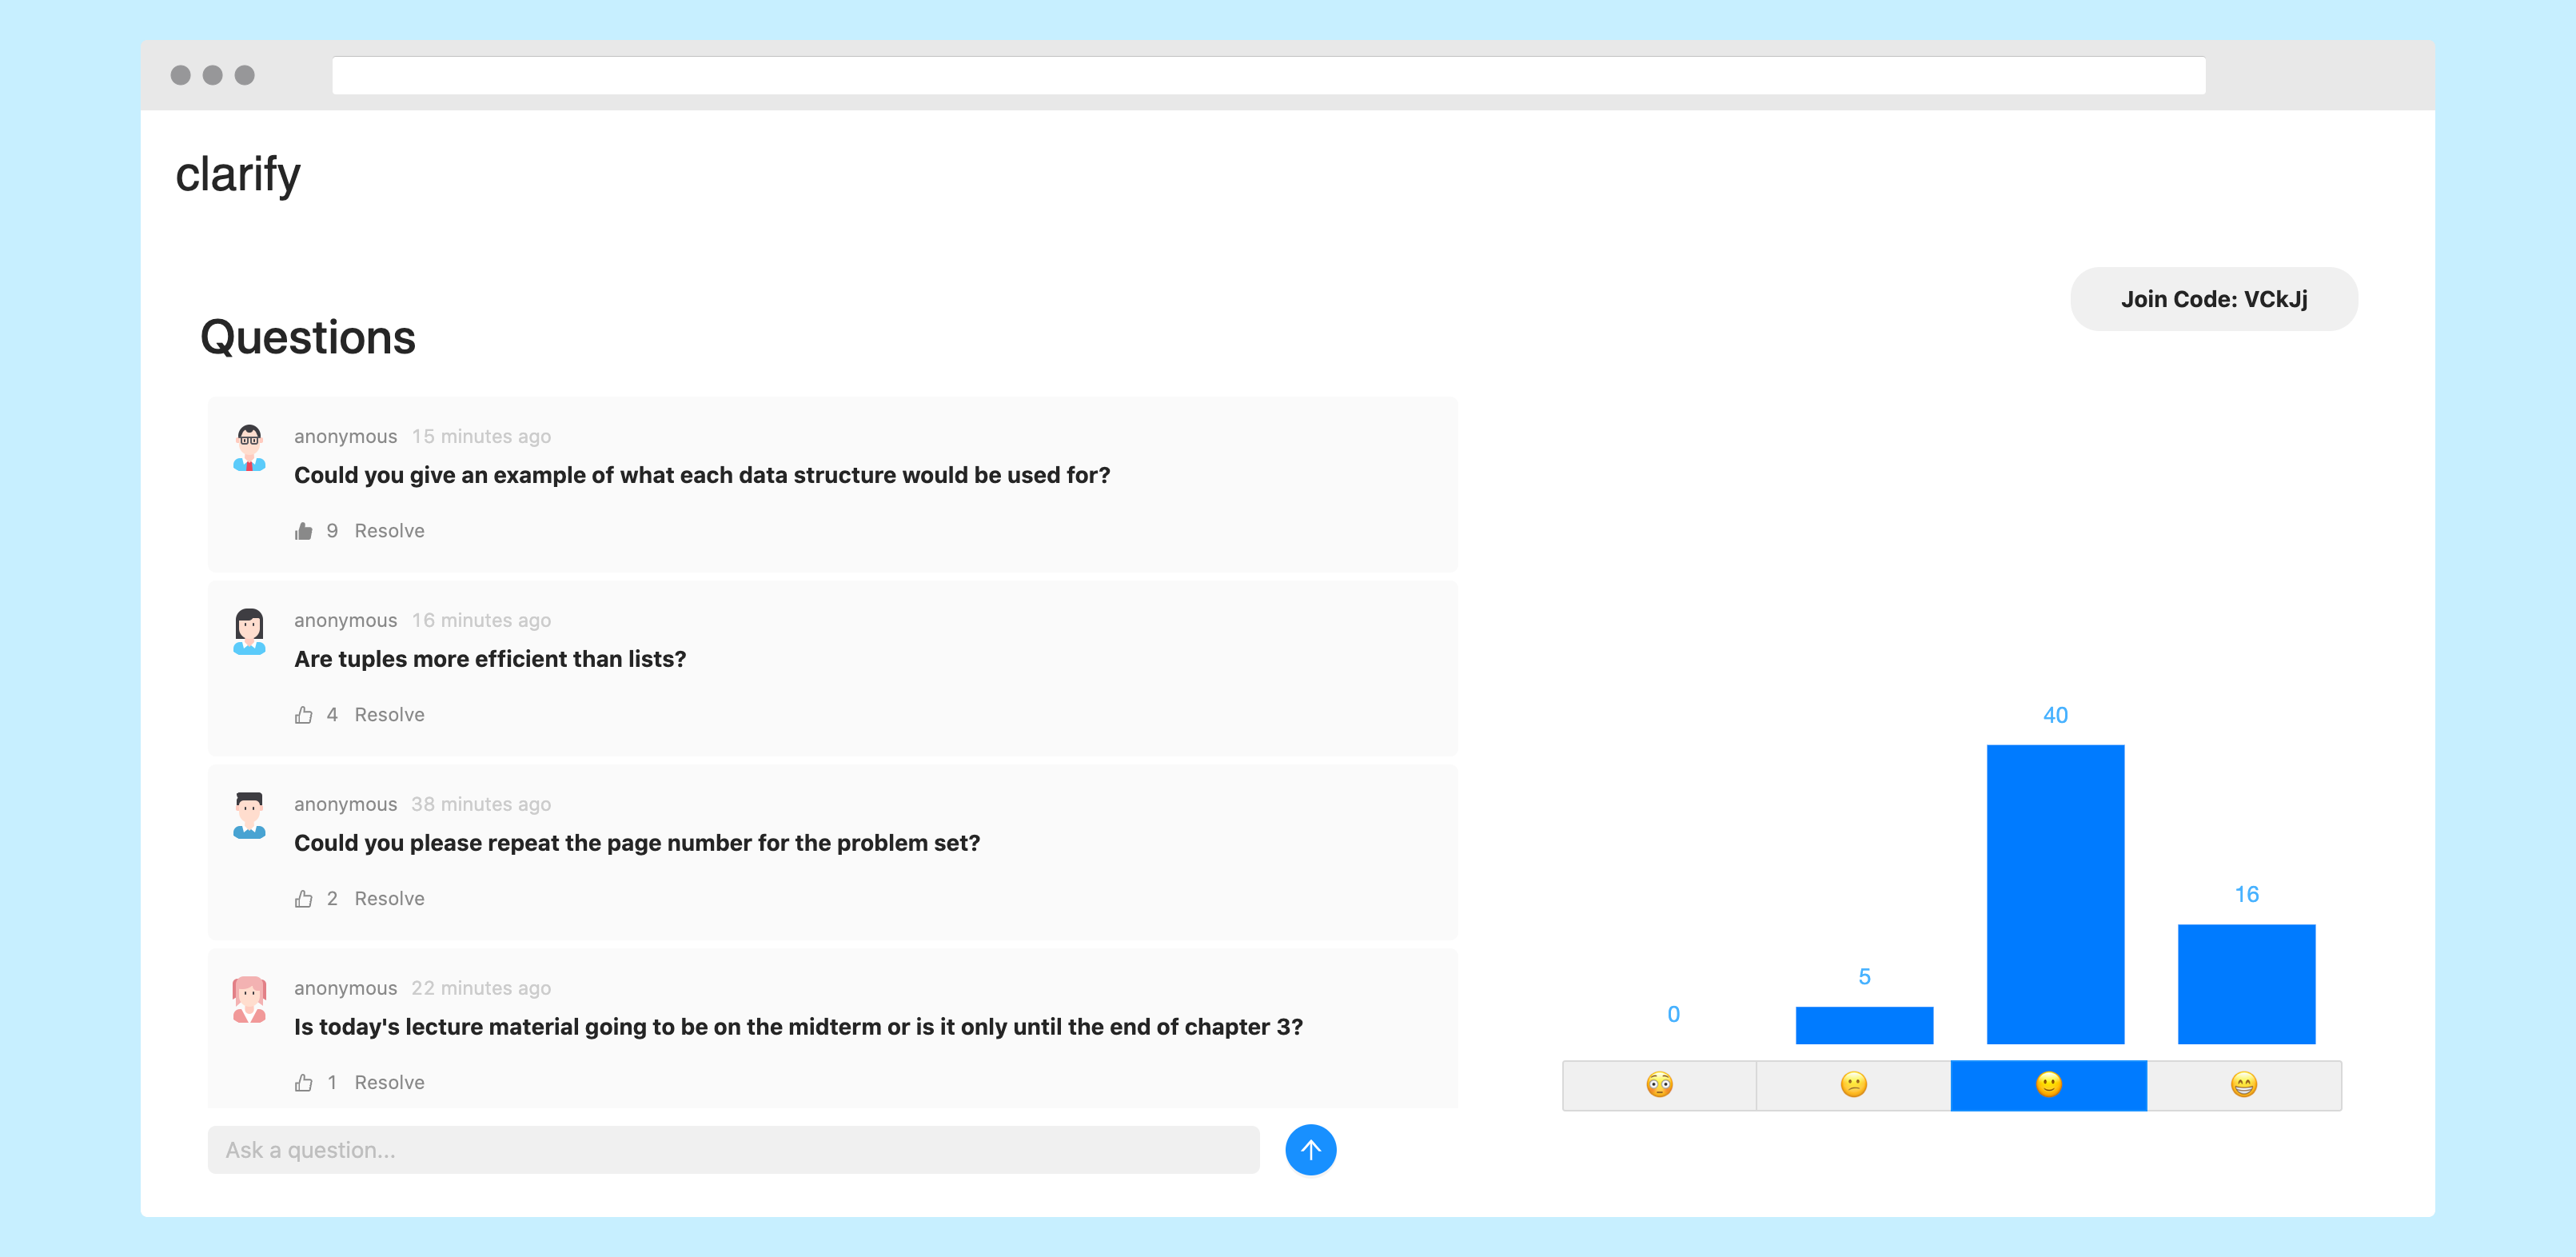 clarify
Join Code: VCkJj
Questions
anonymous 15 minutes ago
Could you give an example of what each data structure would be used for?
9 Resolve
anonymous 16 minutes ago
Are tuples more efficient than lists?
4 Resolve
anonymous 38 minutes ago
Could you please repeat the page number for the problem set?
2 Resolve
anonymous 22 minutes ago
Is today's lecture material going to be on the midterm or is it only until the end of chapter 3?
1 Resolve
Ask a question...
40
16
5
0